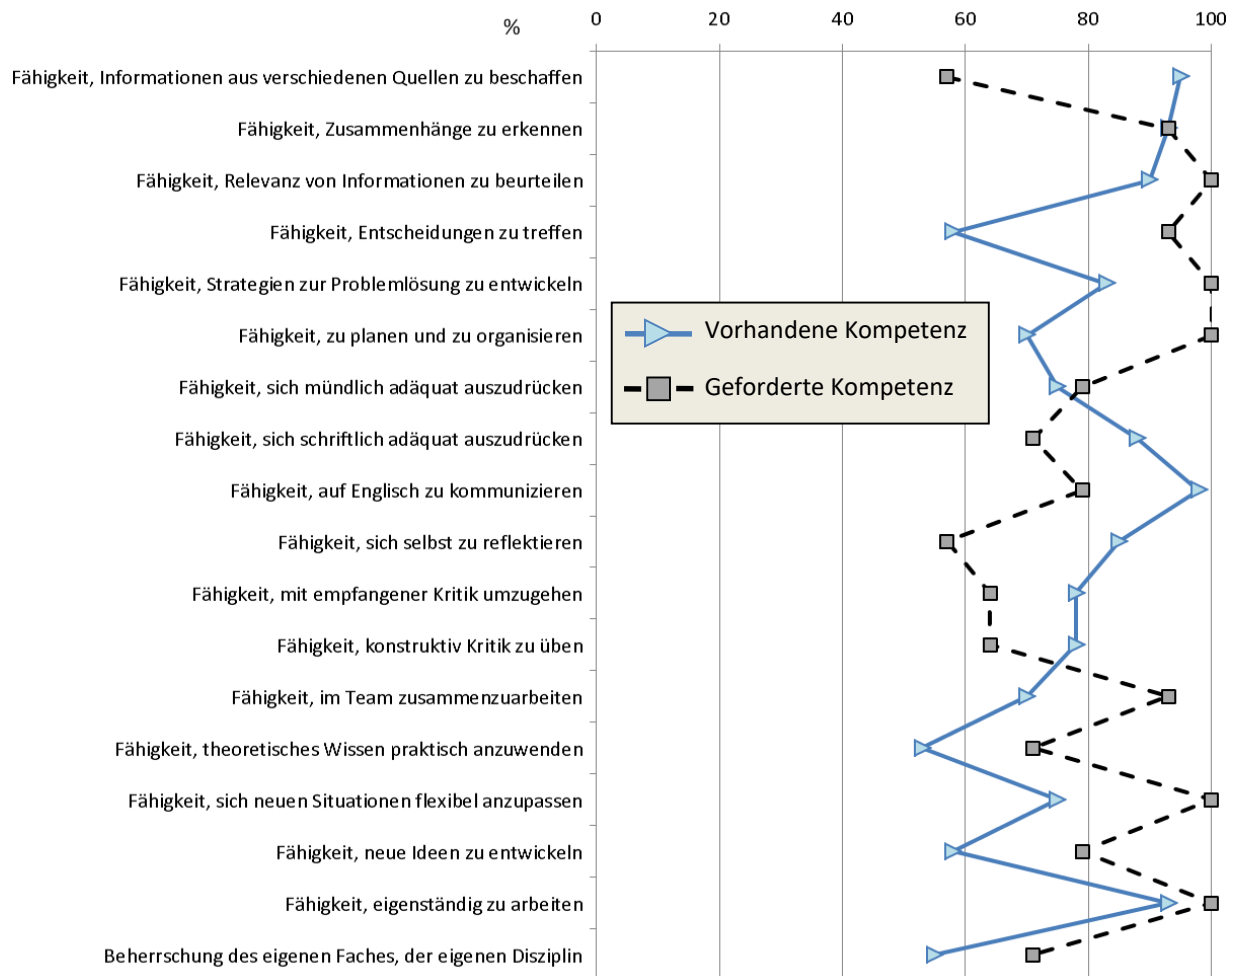 % 0 20 40 60 80 100
Fähigkeit, Informationen aus verschiedenen Quellen zu beschaffen
Fähigkeit, Zusammenhänge zu erkennen
Fähigkeit, Relevanz von Informationen zu beurteilen
Fähigkeit, Entscheidungen zu treffen
Fähigkeit, Strategien zur Problemlösung zu entwickeln
Fähigkeit, zu planen und zu organisieren
Fähigkeit, sich mündlich adäquat auszudrücken
Fähigkeit, sich schriftlich adäquat auszudrücken
Fähigkeit, auf Englisch zu kommunizieren
Fähigkeit, sich selbst zu reflektieren
Fähigkeit, mit empfangener Kritik umzugehen
Fähigkeit, konstruktiv Kritik zu üben
Fähigkeit, im Team zusammenzuarbeiten
Fähigkeit, theoretisches Wissen praktisch anzuwenden
Fähigkeit, sich neuen Situationen flexibel anzupassen
Fähigkeit, neue Ideen zu entwickeln
Fähigkeit, eigenständig zu arbeiten
Beherrschung des eigenen Faches, der eigenen Disziplin
Vorhandene Kompetenz
Geforderte Kompetenz